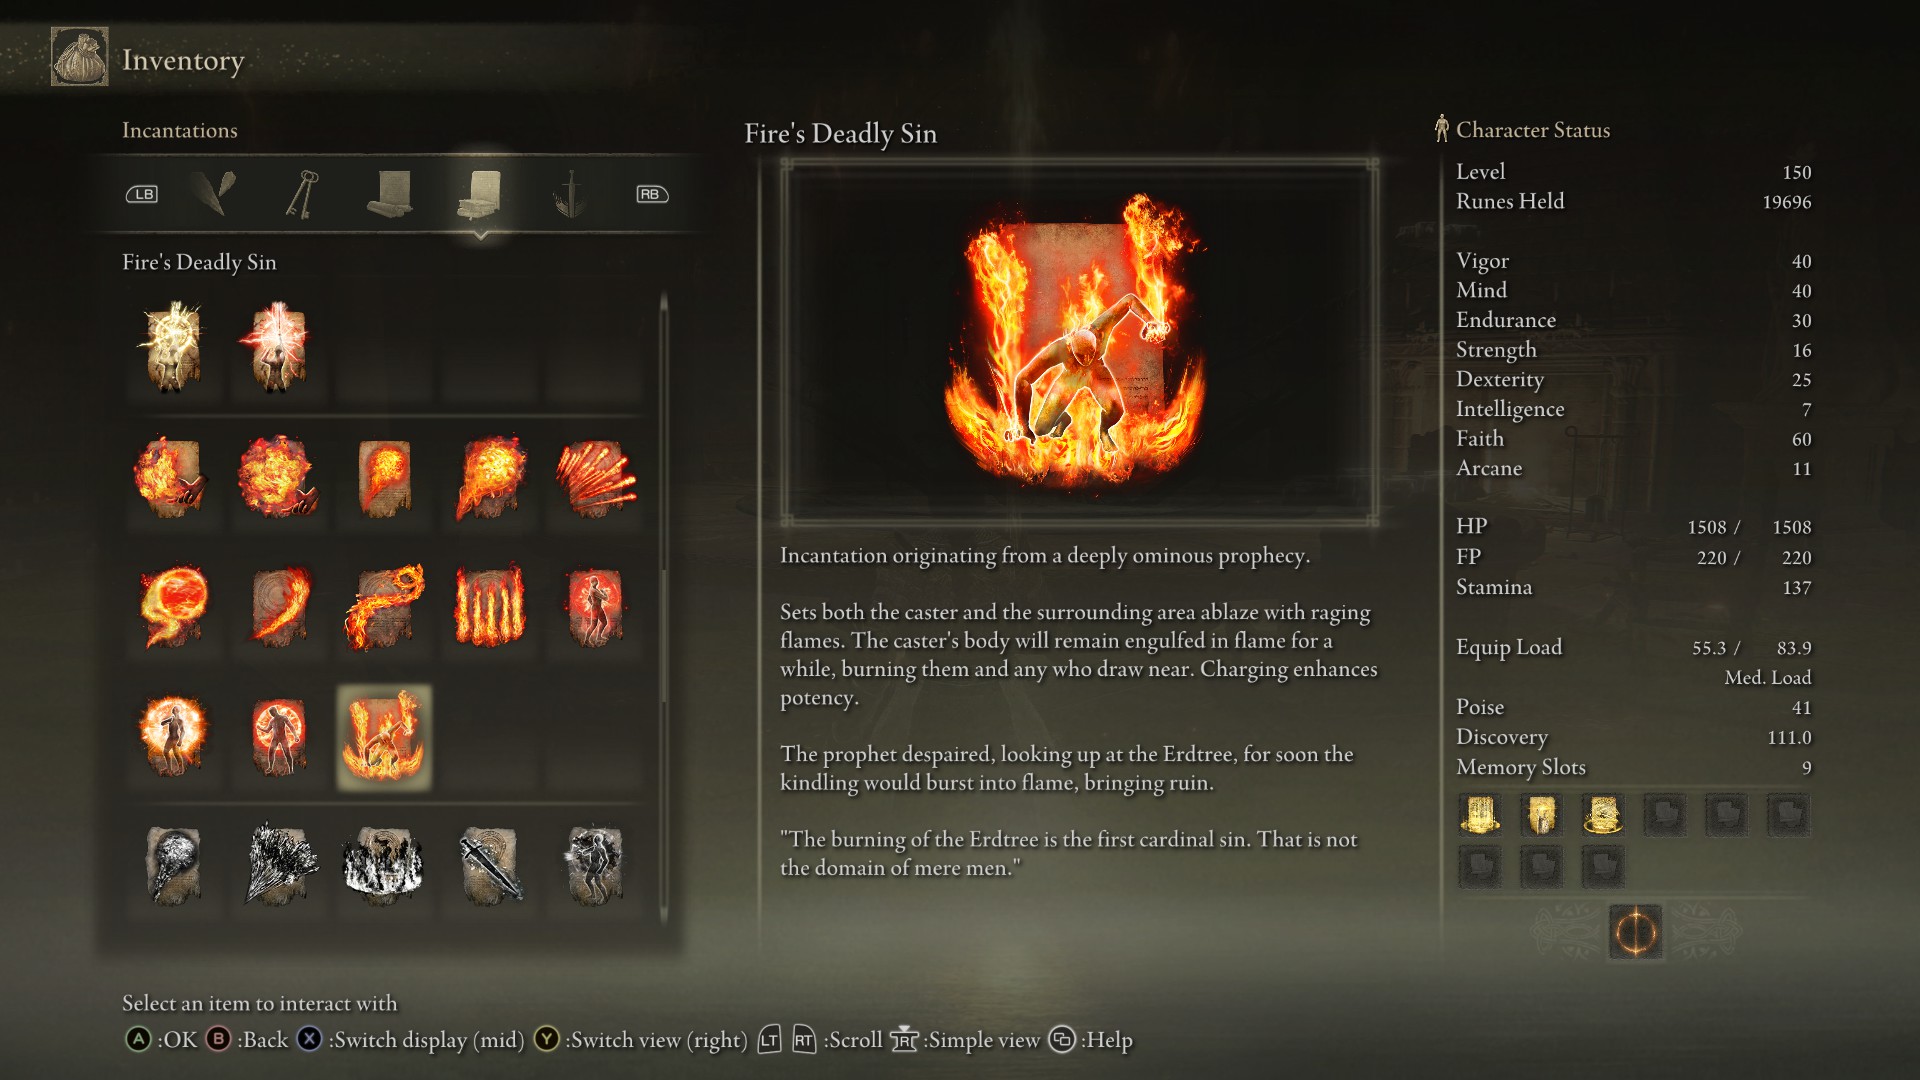 Inventory
Incantations
LB
RB
Fire's Deadly Sin
Fire's Deadly Sin
Incantation originating from a deeply ominous prophecy.
Sets both the caster and the surrounding area ablaze with raging
flames. The caster's body will remain engulfed in flame for a
while, burning them and any who draw near. Charging enhances
potency.
The prophet despaired, looking up at the Erdtree, for soon the
kindling would burst into flame, bringing ruin.
"The burning of the Erdtree is the first cardinal sin. That is not
the domain of mere men."
Character Status
Level 150
Runes Held 19696
Vigor 40
Mind 40
Endurance 30
Strength 16
Dexterity 25
Intelligence 7
Faith 60
Arcane 11
HP 1508 / 1508
FP 220 / 220
Stamina 137
Equip Load 55.3 / 83.9
Med. Load
Poise 41
Discovery 111.0
Memory Slots 9
Select an item to interact with
A :OK B :Back X :Switch display (mid) Y :Switch view (right) LT RT :Scroll R :Simple view :Help